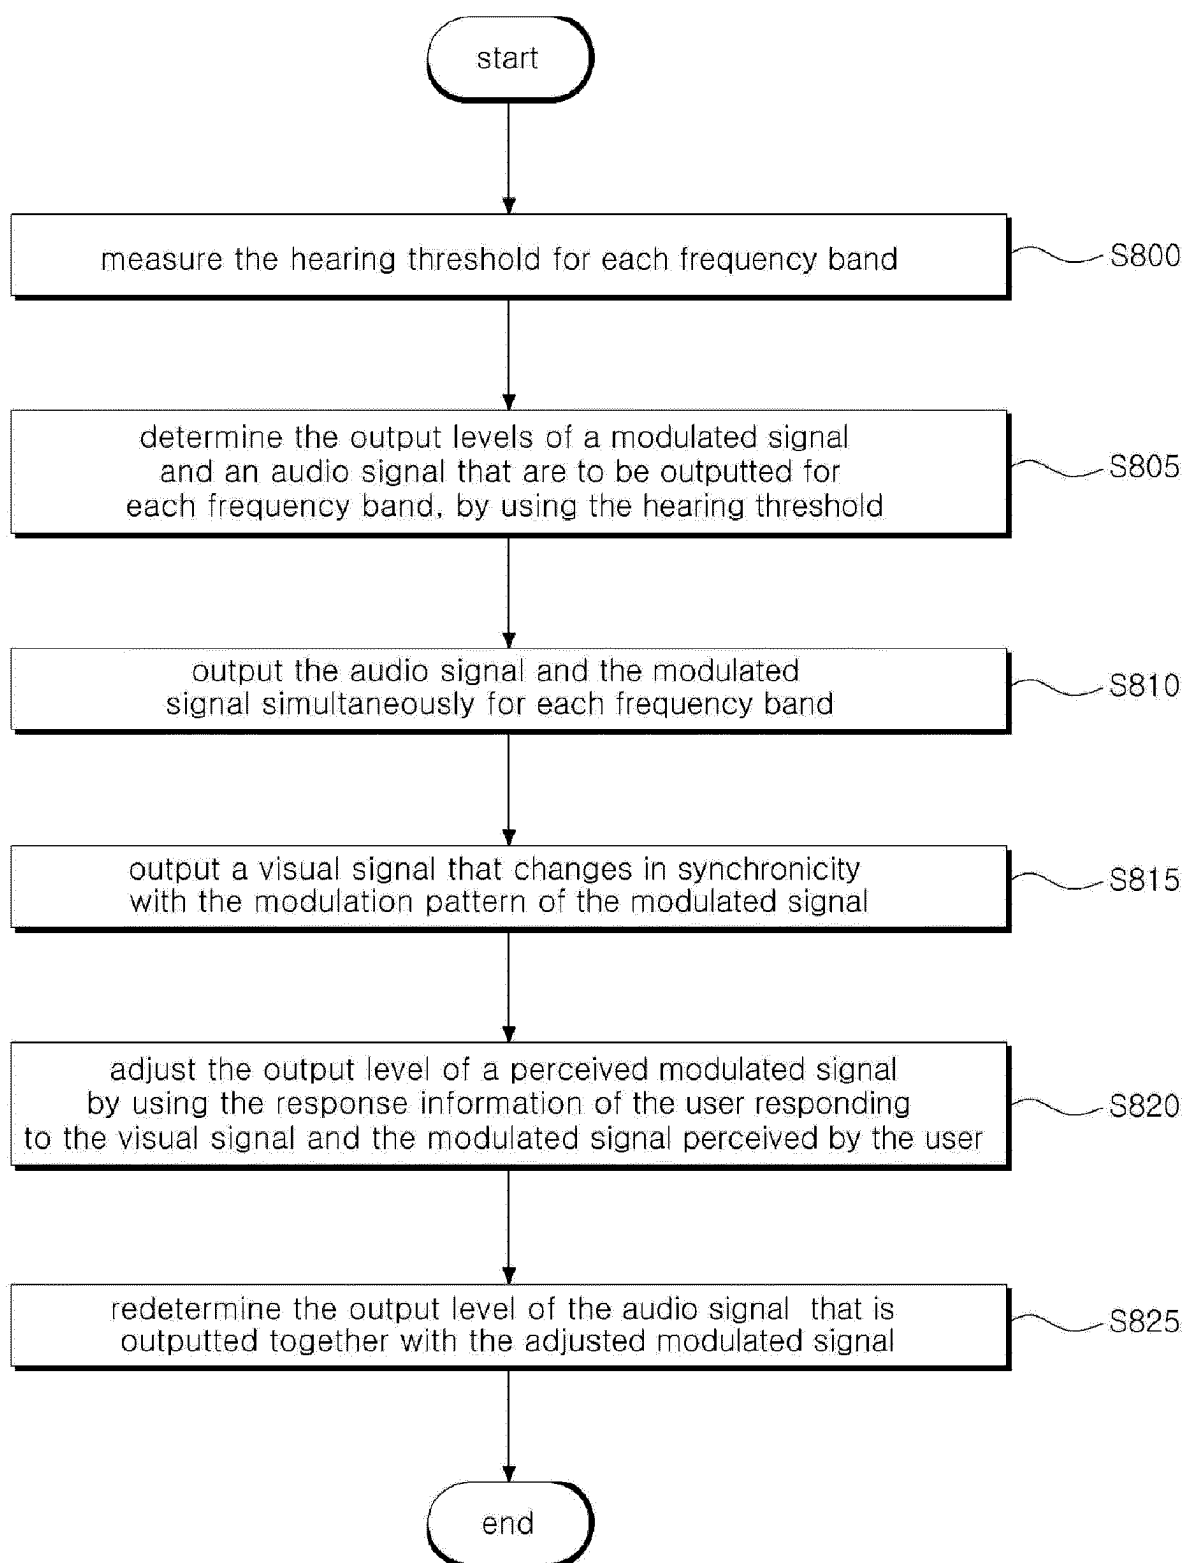 start
measure the hearing threshold for each frequency band
S800
determine the output levels of a modulated signal
and an audio signal that are to be outputted for
each frequency band, by using the hearing threshold
S805
output the audio signal and the modulated
signal simultaneously for each frequency band
S810
output a visual signal that changes in synchronicity
with the modulation pattern of the modulated signal
S815
adjust the output level of a perceived modulated signal
by using the response information of the user responding
to the visual signal and the modulated signal perceived by the user
S820
redetermine the output level of the audio signal that is
outputted together with the adjusted modulated signal
S825
end